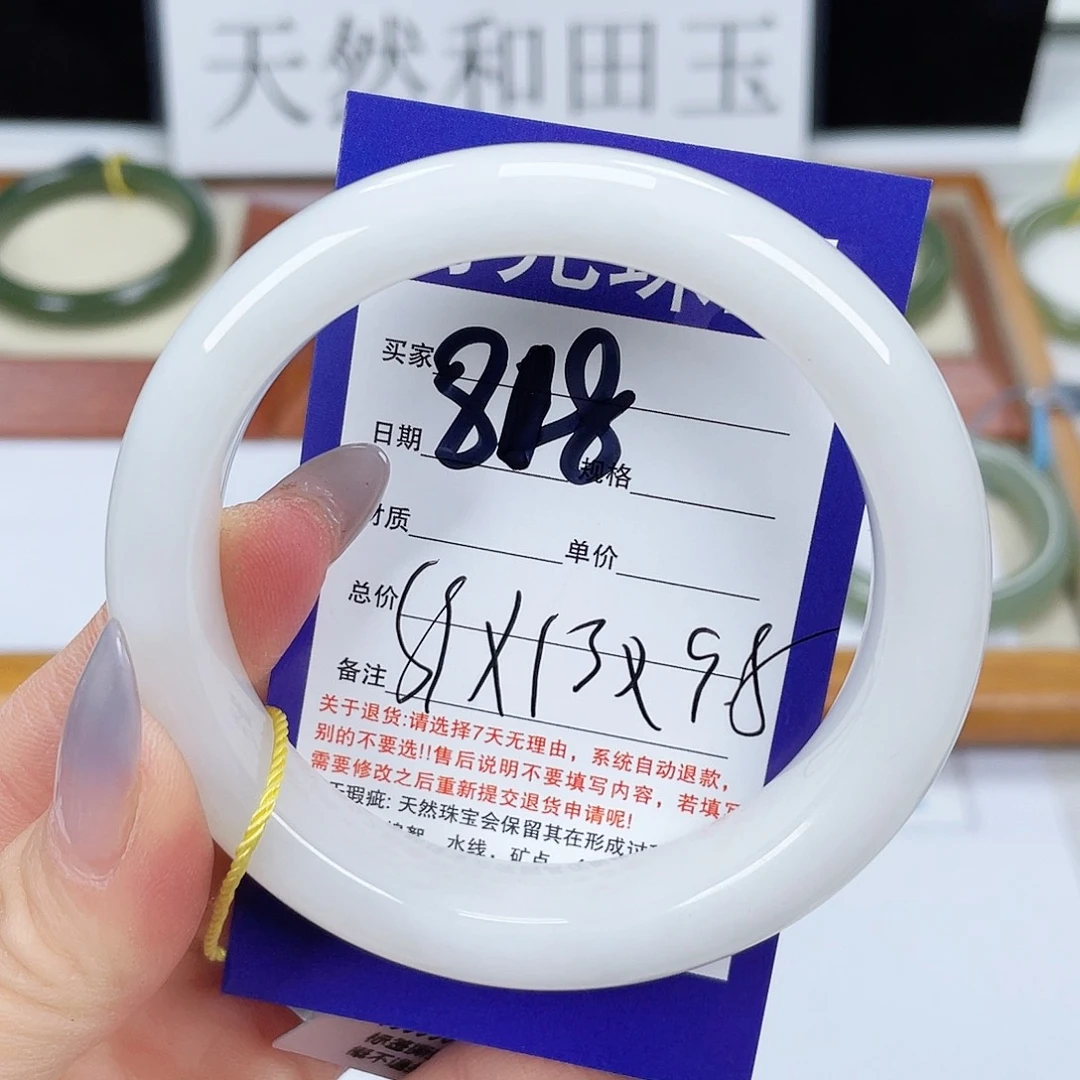 天然和田玉
买家 818
日期 规格
材质 单价
总价
备注
关于退货:请选择7天无理由，系统自动退款，
别的不要选!!售后说明不要填写内容，若填写
需要修改之后重新提交退货申请呢!
瑕疵: 天然珠宝会保留其在形成过
水线，矿点